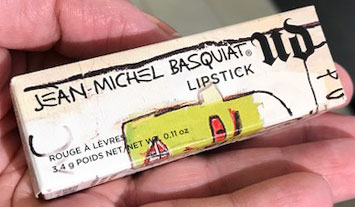 JEAN-MICHEL BASQUIAT®
UD
LIPSTICK
ROUGE À LÈVRES
3.4 g POIDS NET/NET WT. 0.11 oz